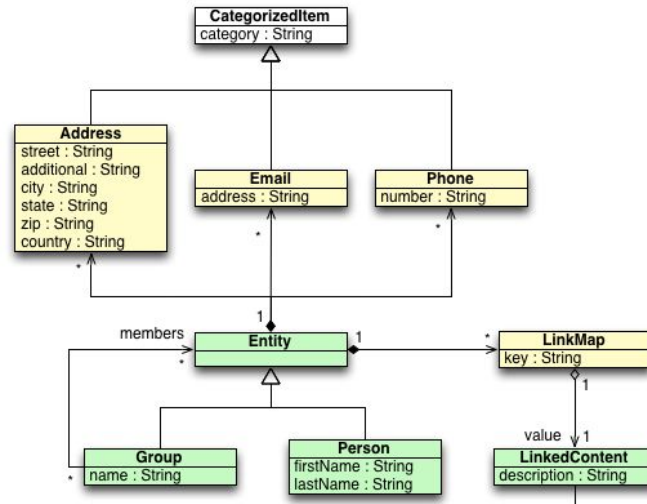 CategorizedItem
category : String
Address
street : String
additional : String
city : String
state : String
zip : String
country : String
Email
address : String
Phone
number : String
*
*
*
1
members
*
Entity
1
*
LinkMap
key : String
1
value
1
Group
name : String
*
Person
firstName : String
lastName : String
LinkedContent
description : String